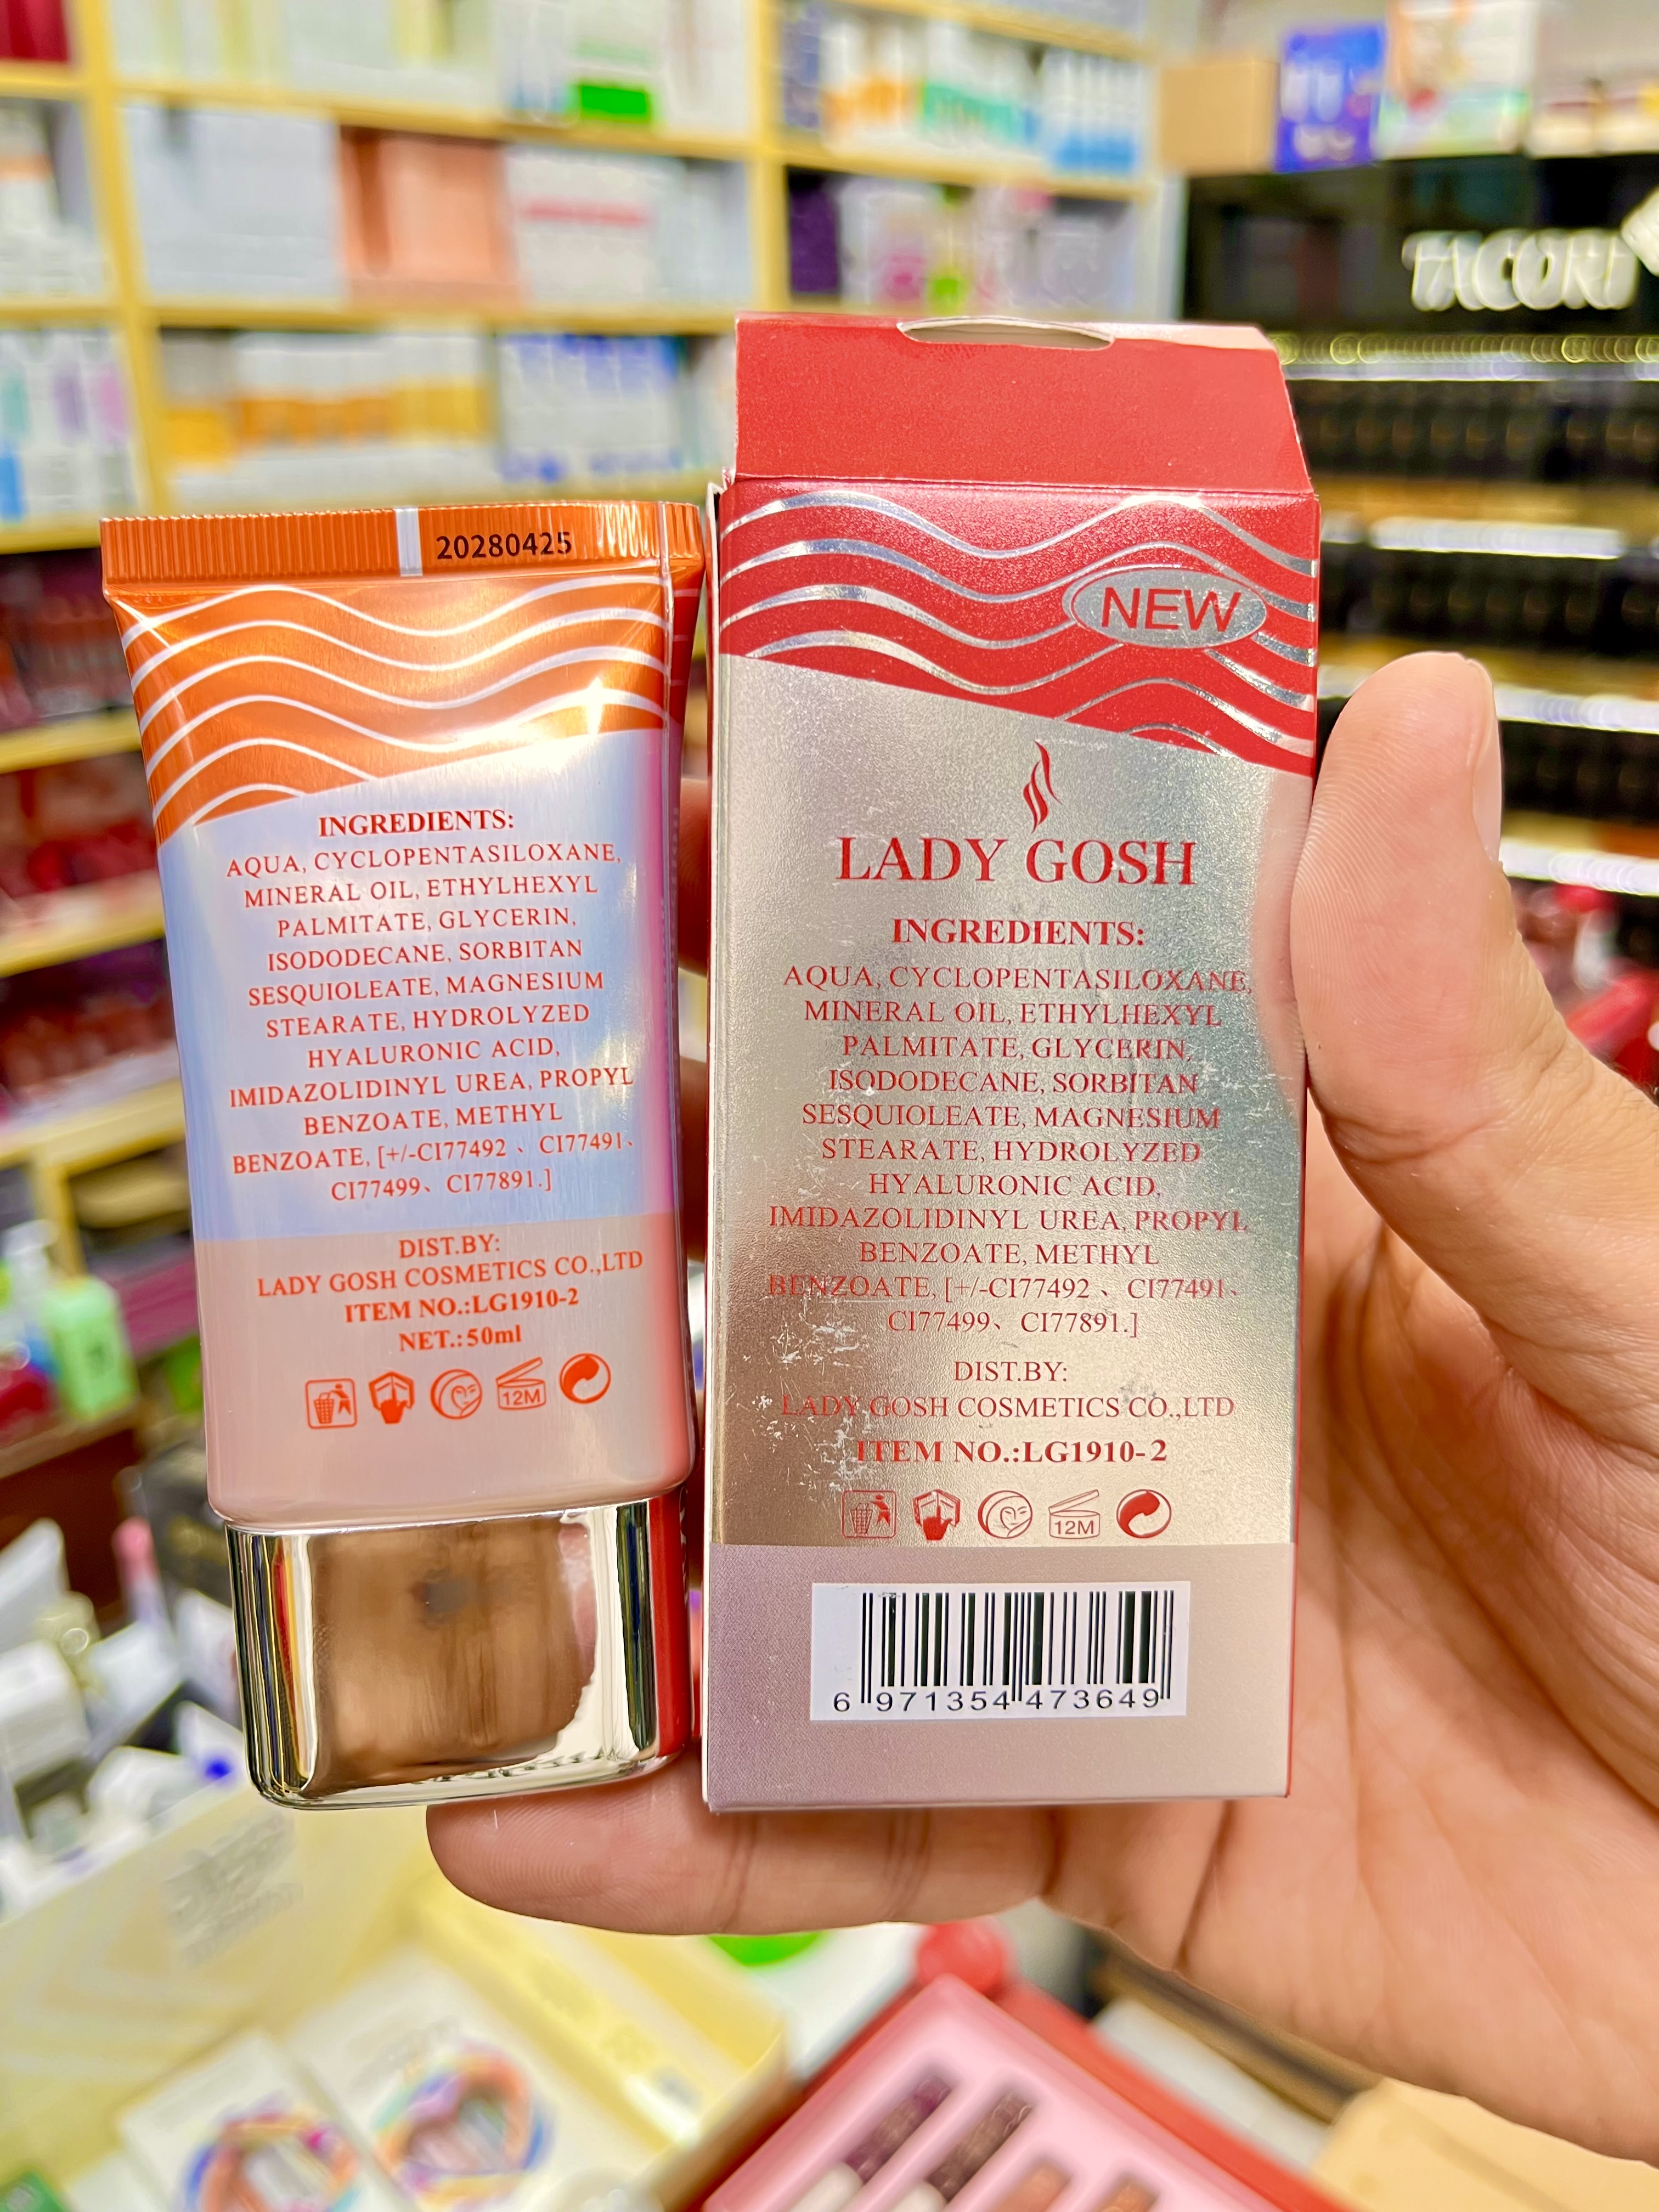 TACORI
20280425
INGREDIENTS:
AQUA, CYCLOPENTASILOXANE,
MINERAL OIL, ETHYLHEXYL
PALMITATE, GLYCERIN,
ISODODECANE, SORBITAN
SESQUIOLEATE, MAGNESIUM
STEARATE, HYDROLYZED
HYALURONIC ACID,
IMIDAZOLIDINYL UREA, PROPYL
BENZOATE, METHYL
BENZOATE, [+/-CI77492 、 CI77491、
CI77499、 CI77891.]
DIST.BY:
LADY GOSH COSMETICS CO.,LTD
ITEM NO.:LG1910-2
NET.:50ml
12M
NEW
LADY GOSH
INGREDIENTS:
AQUA, CYCLOPENTASILOXANE,
MINERAL OIL, ETHYLHEXYL
PALMITATE, GLYCERIN,
ISODODECANE, SORBITAN
SESQUIOLEATE, MAGNESIUM
STEARATE, HYDROLYZED
HYALURONIC ACID,
IMIDAZOLIDINYL UREA, PROPYL
BENZOATE, METHYL
BENZOATE, [+/-CI77492 、 CI77491、
CI77499、 CI77891.]
DIST.BY:
LADY GOSH COSMETICS CO.,LTD
ITEM NO.:LG1910-2
12M
6 971354 473649